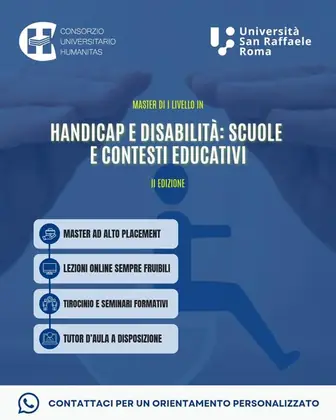 CONSORZIO
UNIVERSITARIO
HUMANITAS
Università
San Raffaele
Roma
MASTER DI I LIVELLO IN
HANDICAP E DISABILITÀ: SCUOLE
E CONTESTI EDUCATIVI
II EDIZIONE
MASTER AD ALTO PLACEMENT
LEZIONI ONLINE SEMPRE FRUIBILI
TIROCINIO E SEMINARI FORMATIVI
TUTOR D'AULA A DISPOSIZIONE
CONTATTACI PER UN ORIENTAMENTO PERSONALIZZATO